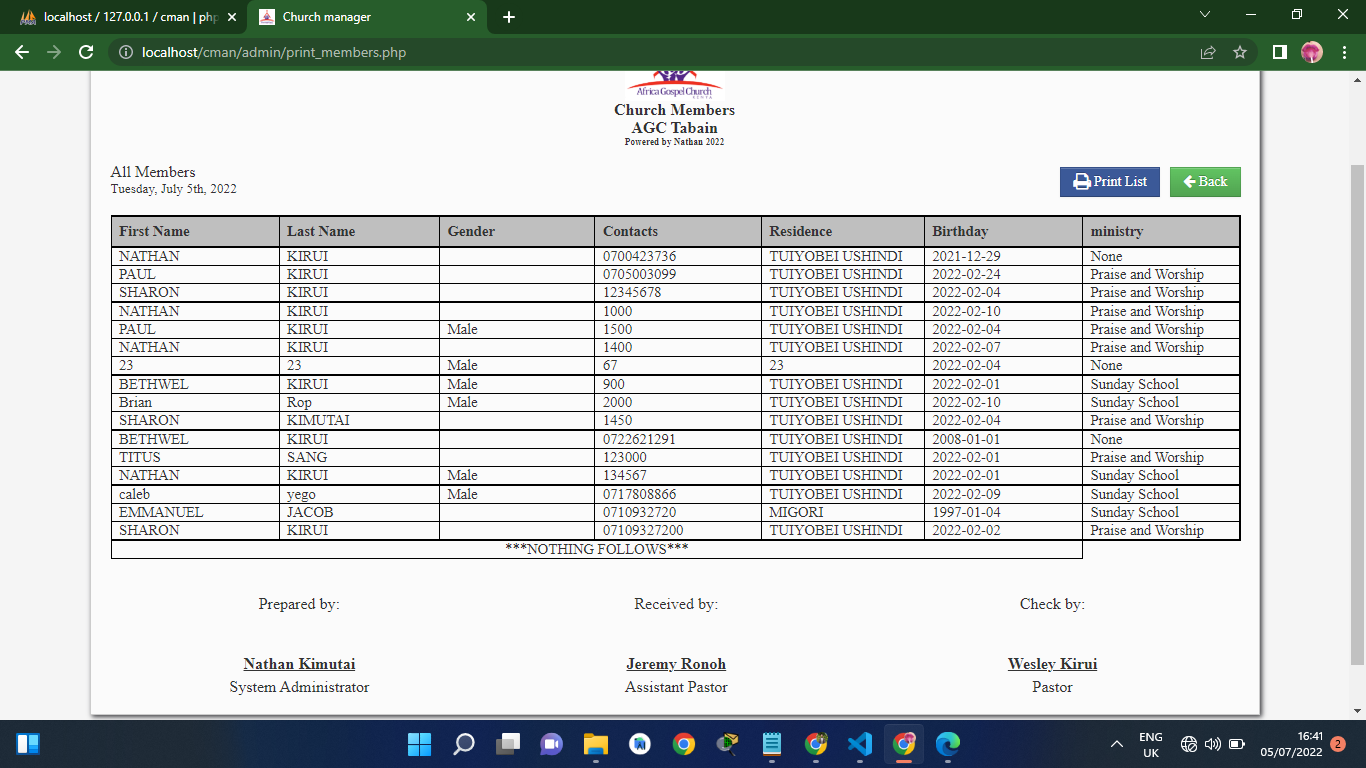 localhost / 127.0.0.1 / cman | php
Church manager
localhost/cman/admin/print_members.php
Africa Gospel Church
KENYA
Church Members
AGC Tabain
Powered by Nathan 2022
All Members
Tuesday, July 5th, 2022
Print List
Back
First Name Last Name Gender Contacts Residence Birthday ministry
NATHAN KIRUI 0700423736 TUIYOBEI USHINDI 2021-12-29 None
PAUL KIRUI 0705003099 TUIYOBEI USHINDI 2022-02-24 Praise and Worship
SHARON KIRUI 12345678 TUIYOBEI USHINDI 2022-02-04 Praise and Worship
NATHAN KIRUI 1000 TUIYOBEI USHINDI 2022-02-10 Praise and Worship
PAUL KIRUI Male 1500 TUIYOBEI USHINDI 2022-02-04 Praise and Worship
NATHAN KIRUI 1400 TUIYOBEI USHINDI 2022-02-07 Praise and Worship
23 23 Male 67 23 2022-02-04 None
BETHWEL KIRUI Male 900 TUIYOBEI USHINDI 2022-02-01 Sunday School
Brian Rop Male 2000 TUIYOBEI USHINDI 2022-02-10 Sunday School
SHARON KIMUTAI 1450 TUIYOBEI USHINDI 2022-02-04 Praise and Worship
BETHWEL KIRUI 0722621291 TUIYOBEI USHINDI 2008-01-01 None
TITUS SANG 123000 TUIYOBEI USHINDI 2022-02-01 Praise and Worship
NATHAN KIRUI Male 134567 TUIYOBEI USHINDI 2022-02-01 Sunday School
caleb yego Male 0717808866 TUIYOBEI USHINDI 2022-02-09 Sunday School
EMMANUEL JACOB 0710932720 MIGORI 1997-01-04 Sunday School
SHARON KIRUI 07109327200 TUIYOBEI USHINDI 2022-02-02 Praise and Worship
***NOTHING FOLLOWS***
Prepared by: Received by: Check by:
Nathan Kimutai Jeremy Ronoh Wesley Kirui
System Administrator Assistant Pastor Pastor
ENG
UK
16:41
05/07/2022
2